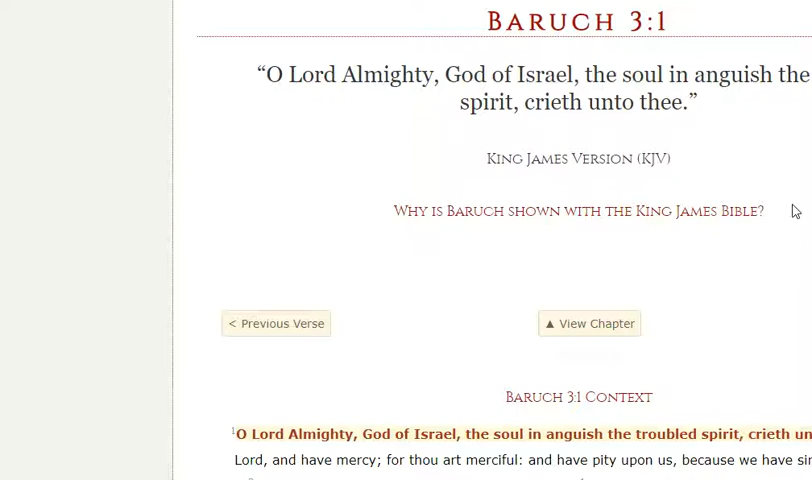 Baruch 3:1
“O Lord Almighty, God of Israel, the soul in anguish the
spirit, crieth unto thee.”
King James Version (KJV)
Why is Baruch shown with the King James Bible?
< Previous Verse
▲ View Chapter
Baruch 3:1 Context
1O Lord Almighty, God of Israel, the soul in anguish the troubled spirit, crieth
Lord, and have mercy; for thou art merciful: and have pity upon us, because we have